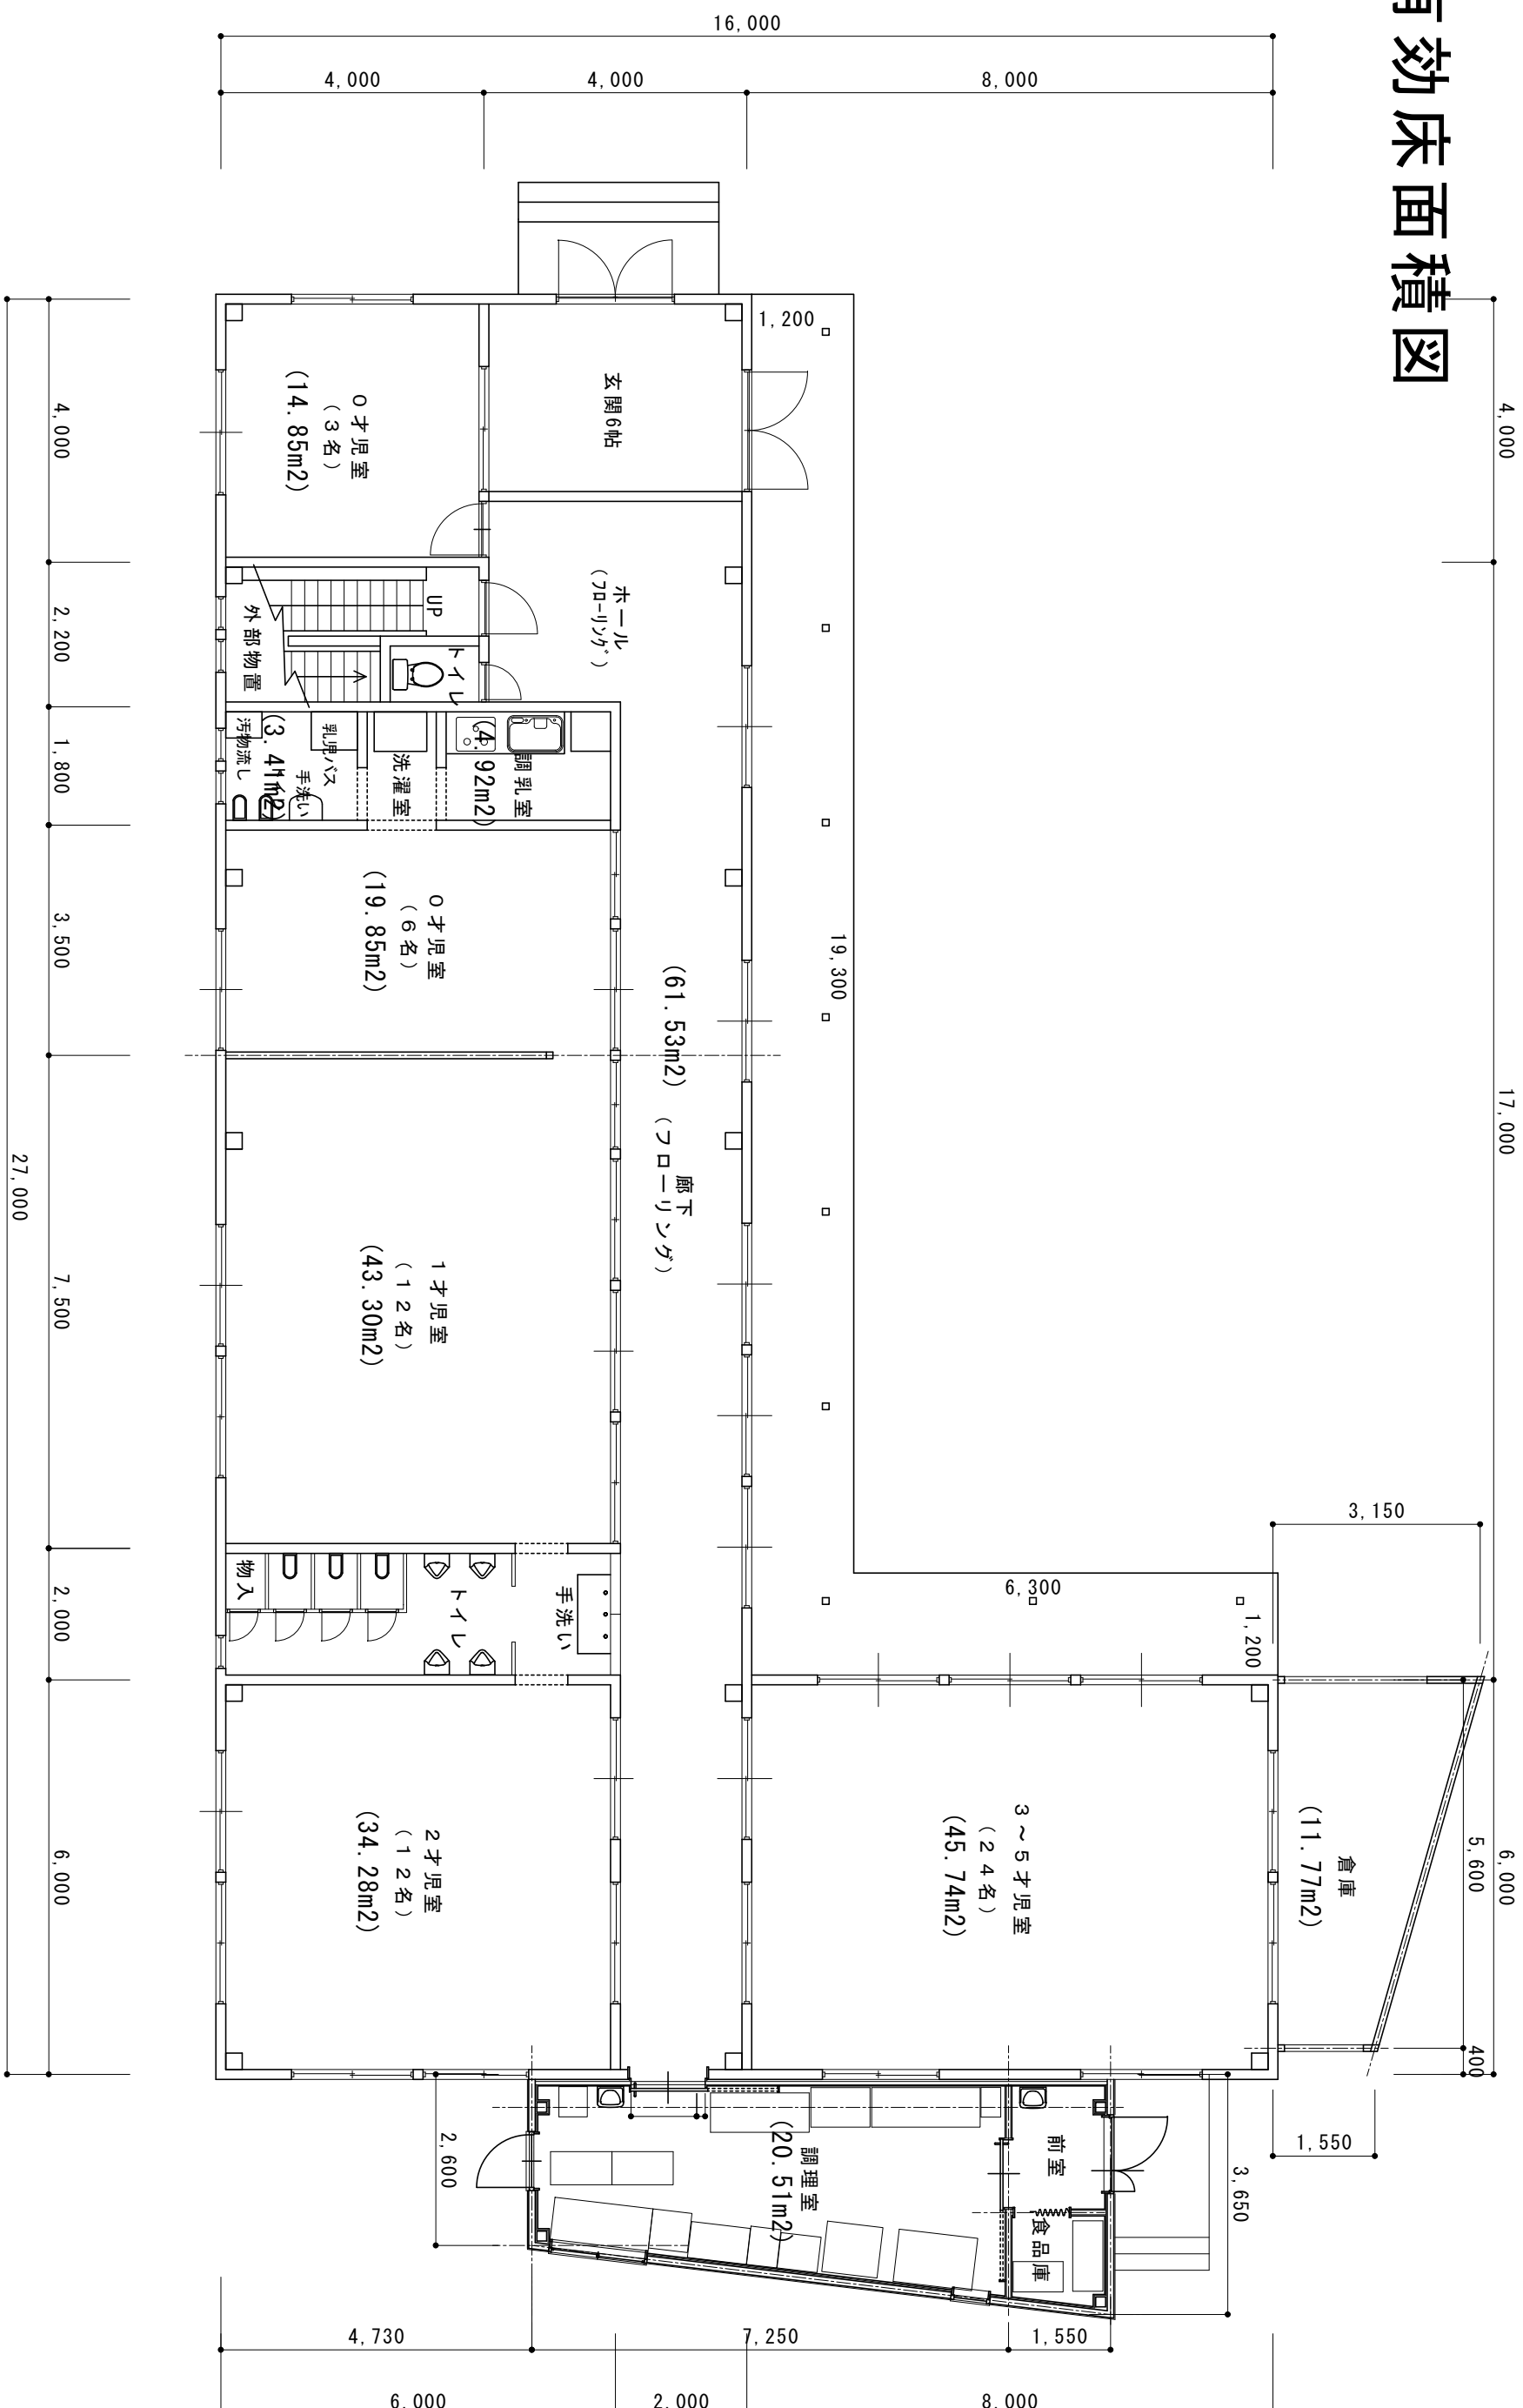 有効床面積図
16,000
4,000
4,000
8,000
4,000
17,000
6,000
5,600
400
3,150
1,550
1,200
19,300
6,300
1,200
玄関6帖
0才児室
(3名)
(14.85m2)
ホール
(フローリング)
UP
外部物置
トイレ
汚物流し
(3.41m2)
乳児バス
手洗い
洗濯室
調乳室
(4.92m2)
0才児室
(6名)
(19.85m2)
(61.53m2)
廊下
(フローリング)
1才児室
(12名)
(43.30m2)
物入
トイレ
手洗い
2才児室
(12名)
(34.28m2)
3~5才児室
(24名)
(45.74m2)
倉庫
(11.77m2)
調理室
(20.51m2)
前室
食品庫
2,600
3,650
4,000
2,200
1,800
3,500
7,500
2,000
6,000
27,000
4,730
7,250
1,550
6,000
2,000
8,000